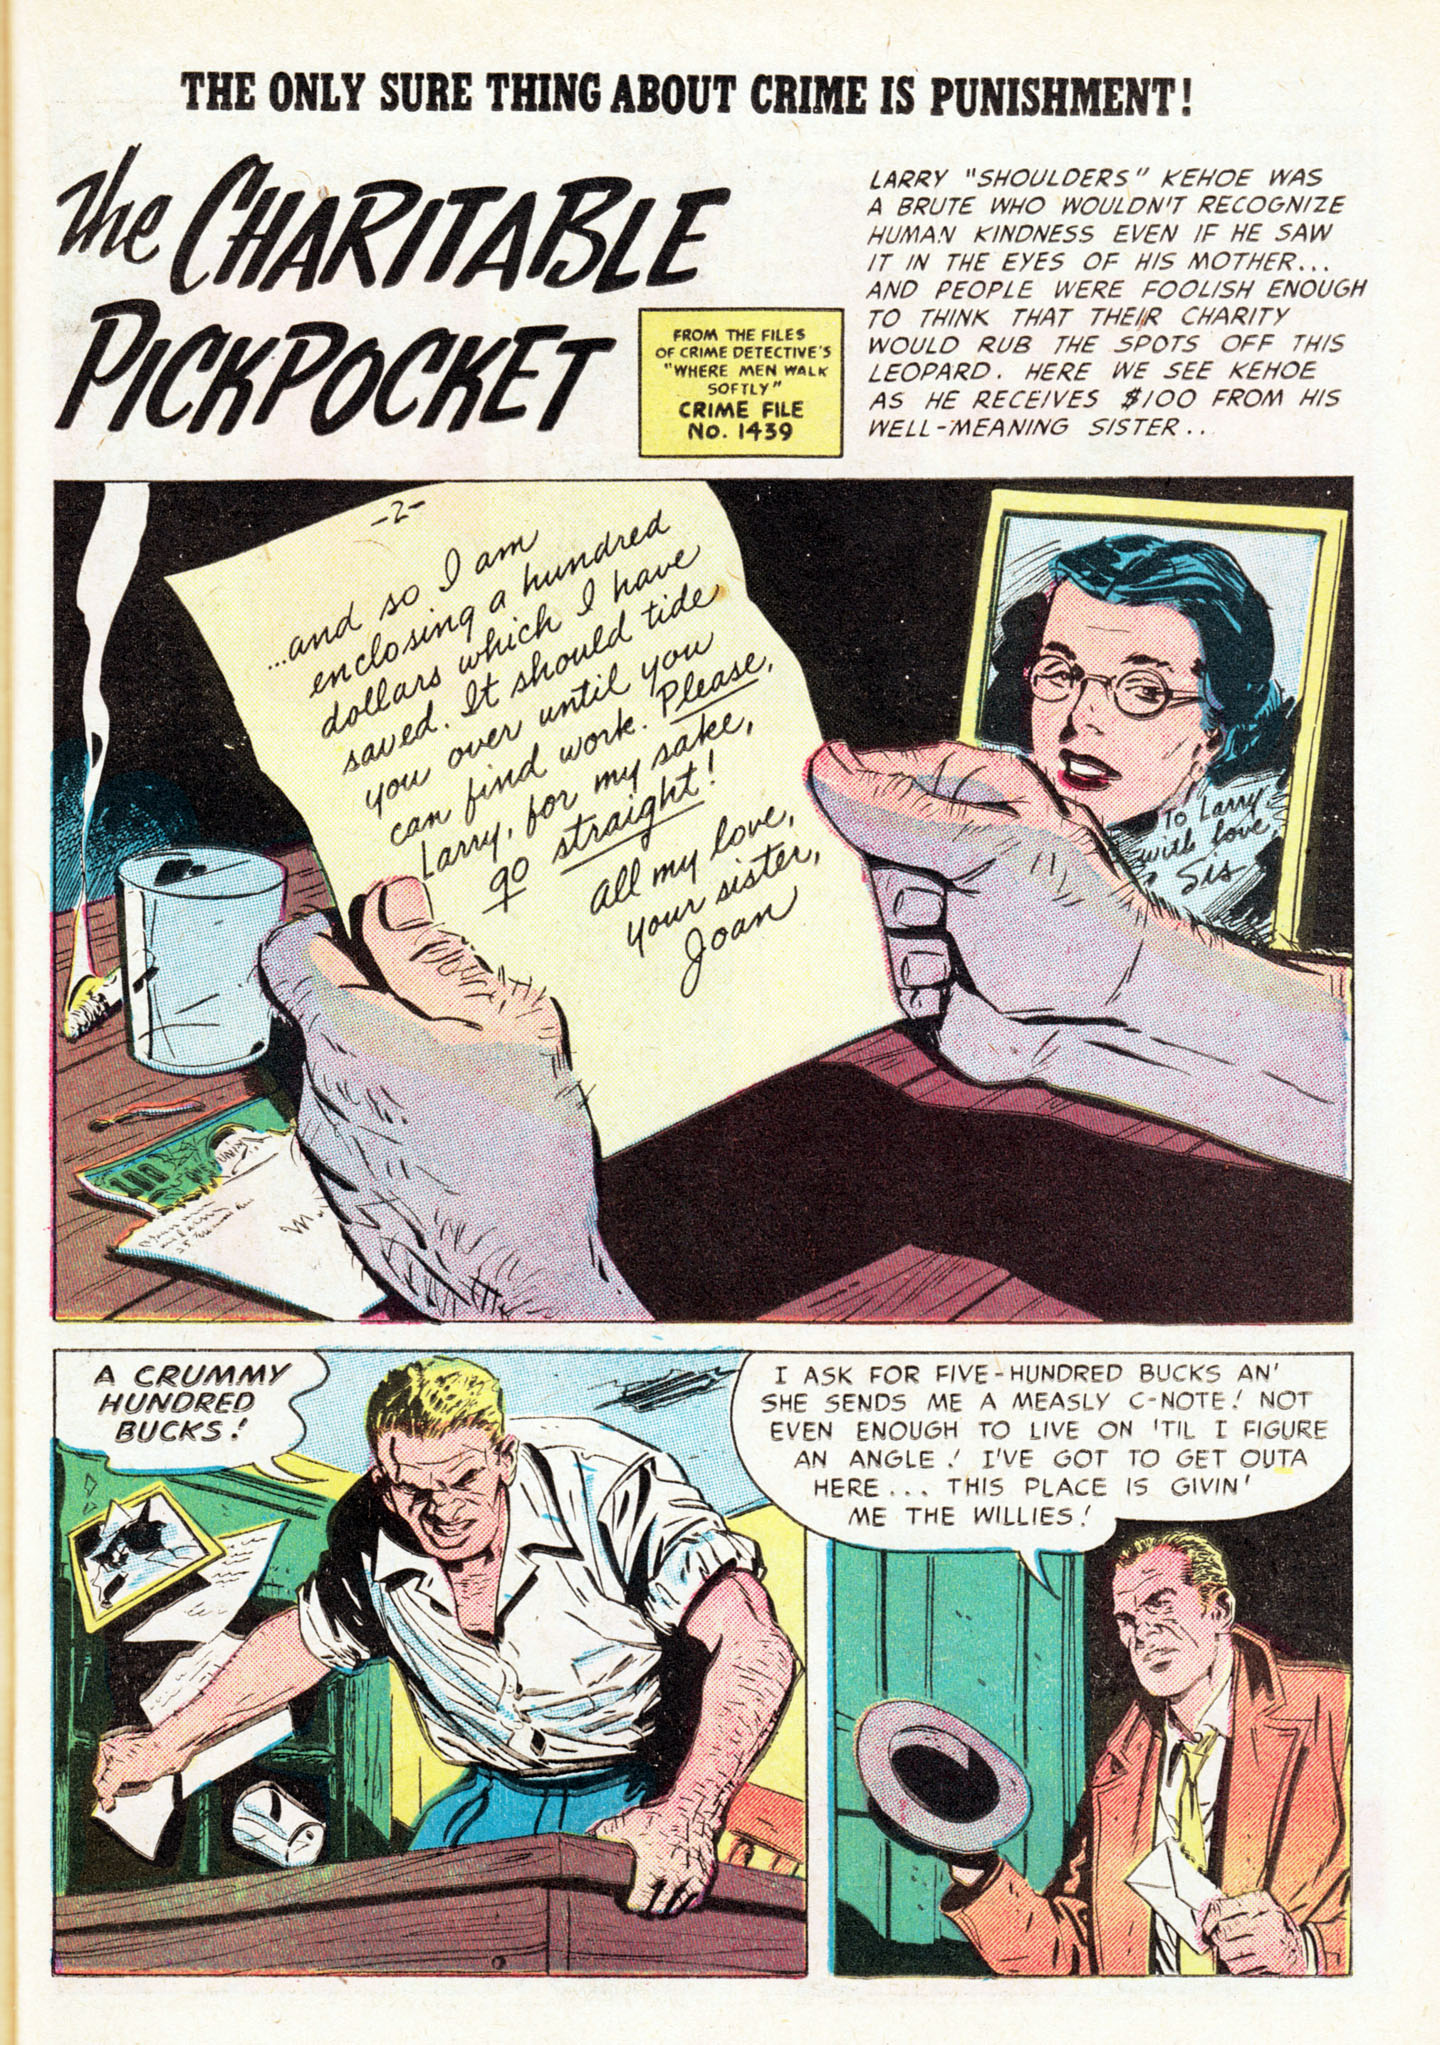 THE ONLY SURE THING ABOUT CRIME IS PUNISHMENT!
The CHARITABLE
PICKPOCKET
FROM THE FILES
OF CRIME DETECTIVE'S
"WHERE MEN WALK
SOFTLY"
CRIME FILE
NO. 1439
LARRY "SHOULDERS" KEHOE WAS
A BRUTE WHO WOULDN'T RECOGNIZE
HUMAN KINDNESS EVEN IF HE SAW
IT IN THE EYES OF HIS MOTHER...
AND PEOPLE WERE FOOLISH ENOUGH
TO THINK THAT THEIR CHARITY
WOULD RUB THE SPOTS OFF THIS
LEOPARD. HERE WE SEE KEHOE
AS HE RECEIVES $100 FROM HIS
WELL-MEANING SISTER...
-2-
...and so I am
enclosing a hundred
dollars which I have
saved. It should tide
you over until you
can find work. Please,
Larry, for my sake,
go straight!
All my love,
your sister,
Joan
To Larry
with love,
Sis
100
A CRUMMY
HUNDRED
BUCKS!
I ASK FOR FIVE-HUNDRED BUCKS AN'
SHE SENDS ME A MEASLY C-NOTE! NOT
EVEN ENOUGH TO LIVE ON 'TIL I FIGURE
AN ANGLE! I'VE GOT TO GET OUTA
HERE... THIS PLACE IS GIVIN'
ME THE WILLIES!